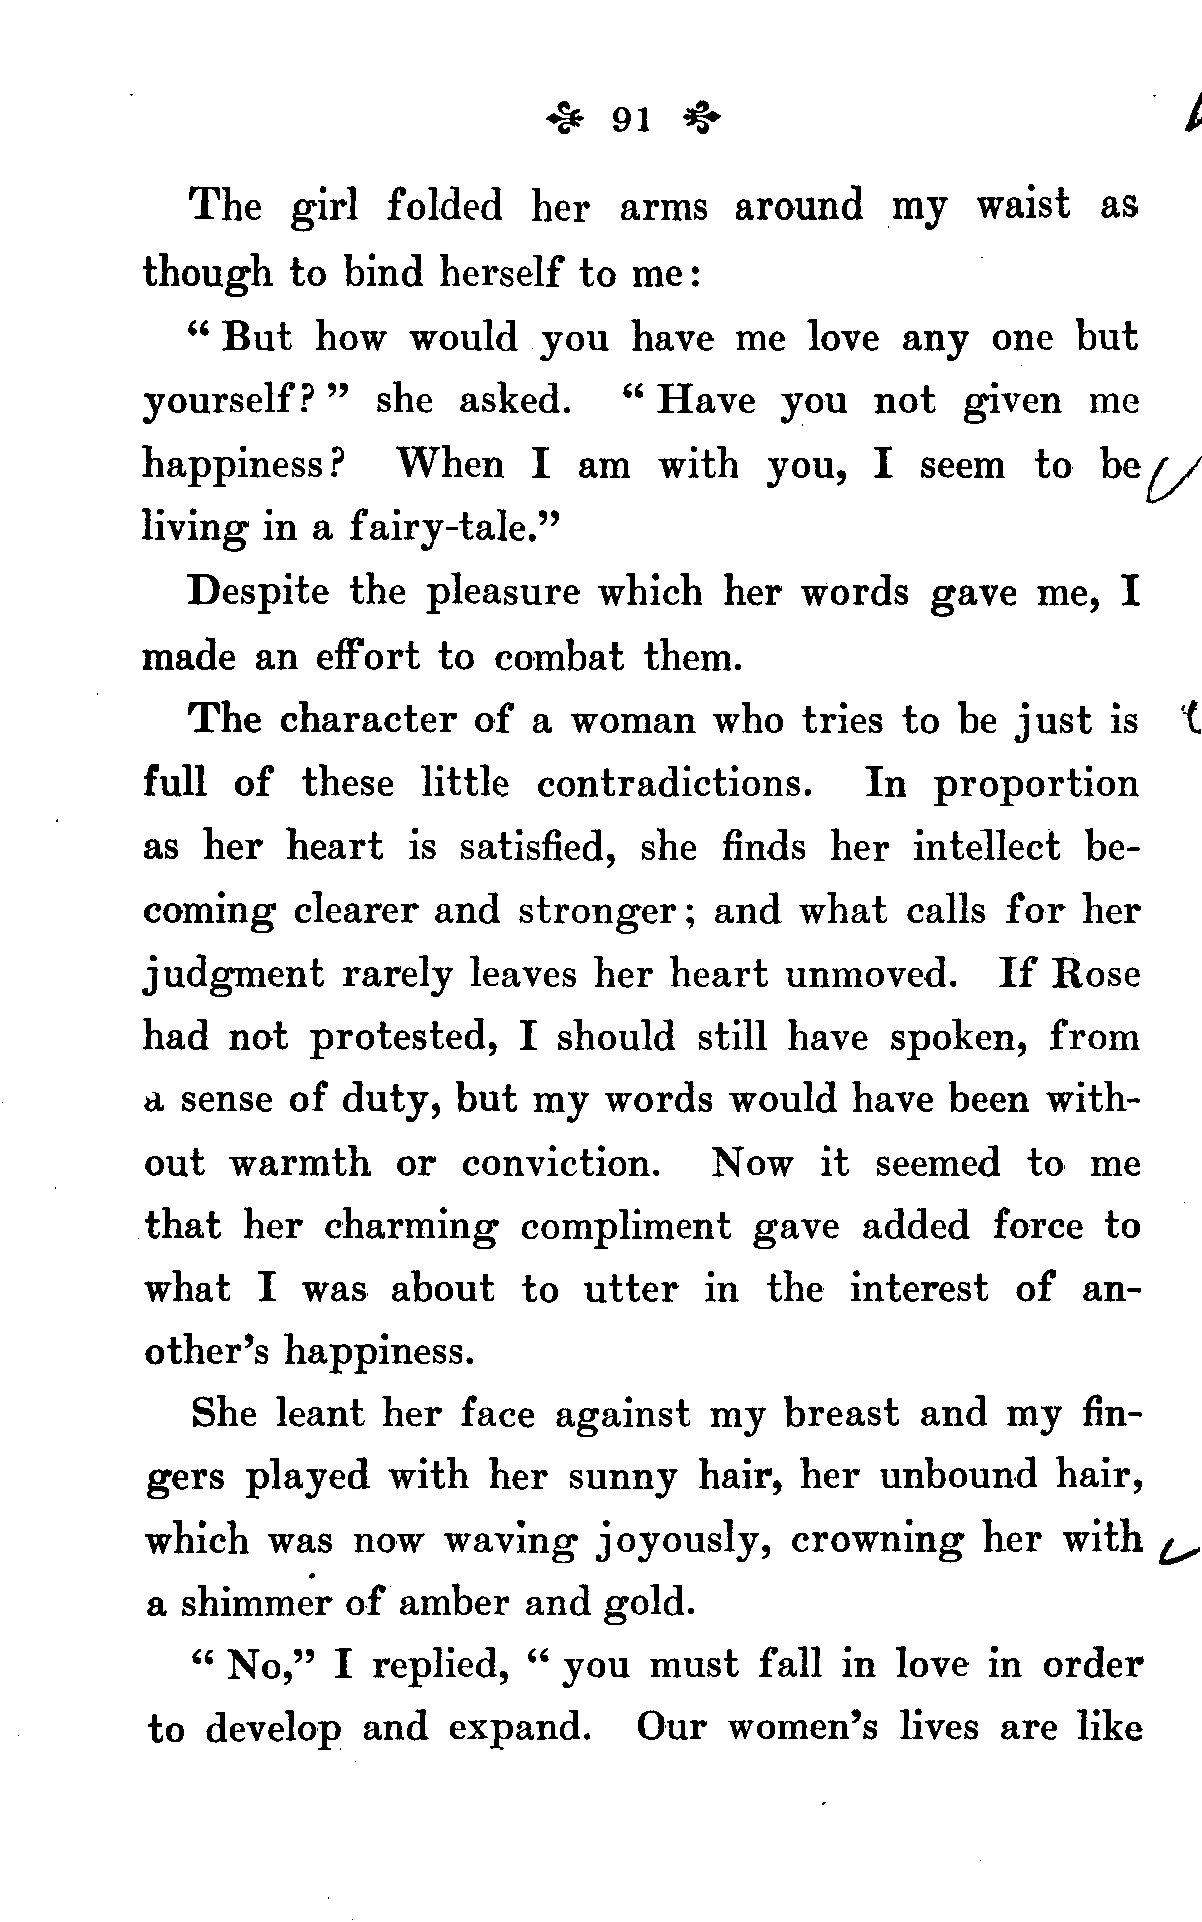 91
The girl folded her arms around my waist as
though to bind herself to me:
" But how would you have me love any one but
yourself? " she asked. " Have you not given me
happiness? When I am with you, I seem to be
living in a fairy-tale."
Despite the pleasure which her words gave me, I
made an effort to combat them.
The character of a woman who tries to be just is
full of these little contradictions. In proportion
as her heart is satisfied, she finds her intellect be-
coming clearer and stronger; and what calls for her
judgment rarely leaves her heart unmoved. If Rose
had not protested, I should still have spoken, from
a sense of duty, but my words would have been with-
out warmth or conviction. Now it seemed to me
that her charming compliment gave added force to
what I was about to utter in the interest of an-
other's happiness.
She leant her face against my breast and my fin-
gers played with her sunny hair, her unbound hair,
which was now waving joyously, crowning her with
a shimmer of amber and gold.
" No," I replied, " you must fall in love in order
to develop and expand. Our women's lives are like